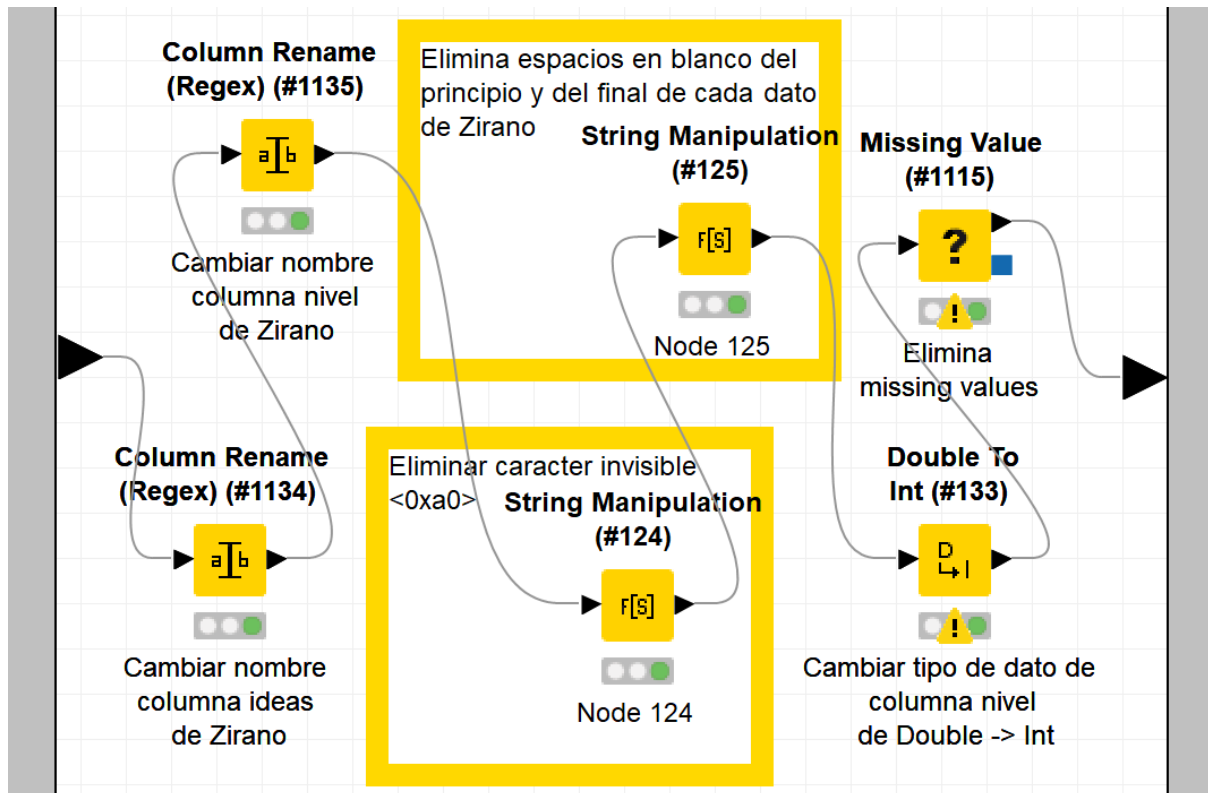 Column Rename
(Regex) (#1135)
a b
Cambiar nombre
columna nivel
de Zirano
Elimina espacios en blanco del
principio y del final de cada dato
de Zirano
String Manipulation
(#125)
F[S]
Node 125
Missing Value
(#1115)
?
!
Elimina
missing values
Column Rename
(Regex) (#1134)
a b
Cambiar nombre
columna ideas
de Zirano
Eliminar caracter invisible
<0xa0>
String Manipulation
(#124)
F[S]
Node 124
Double To
Int (#133)
D
I
!
Cambiar tipo de dato de
columna nivel
de Double -> Int